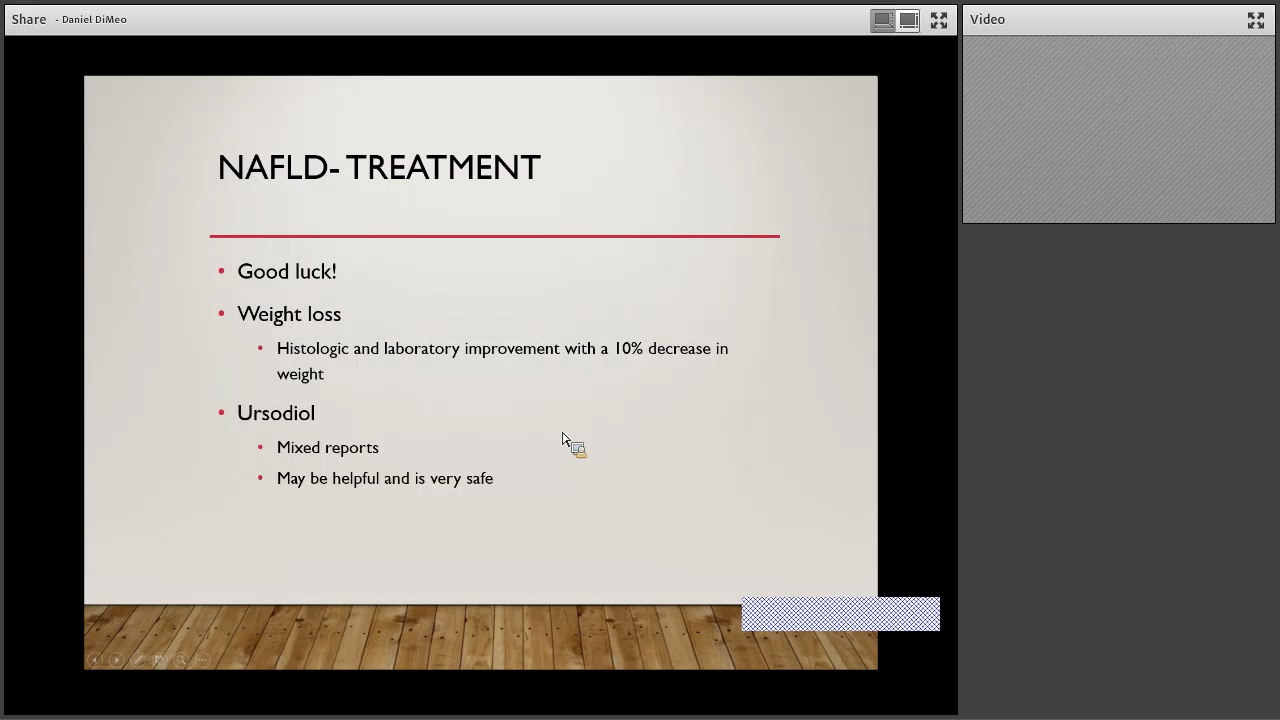 Share - Daniel DiMeo
Video
NAFLD- TREATMENT
• Good luck!
• Weight loss
• Histologic and laboratory improvement with a 10% decrease in
weight
• Ursodiol
• Mixed reports
• May be helpful and is very safe